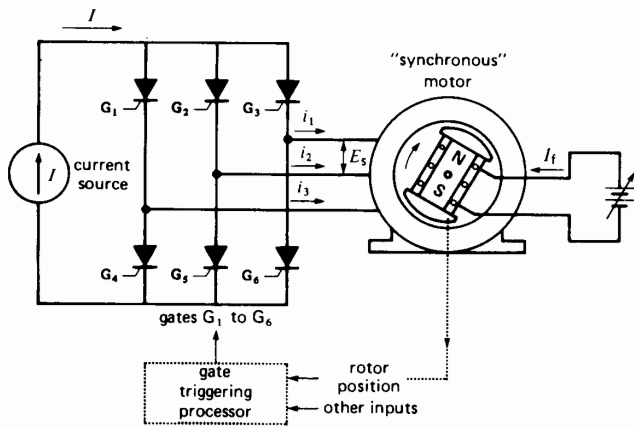 I
"synchronous"
motor
G1
G2
G3
i1
i2
Es
i3
I
current
source
N
S
If
G4
G5
G6
gates G1 to G6
gate
triggering
processor
rotor
position
other inputs